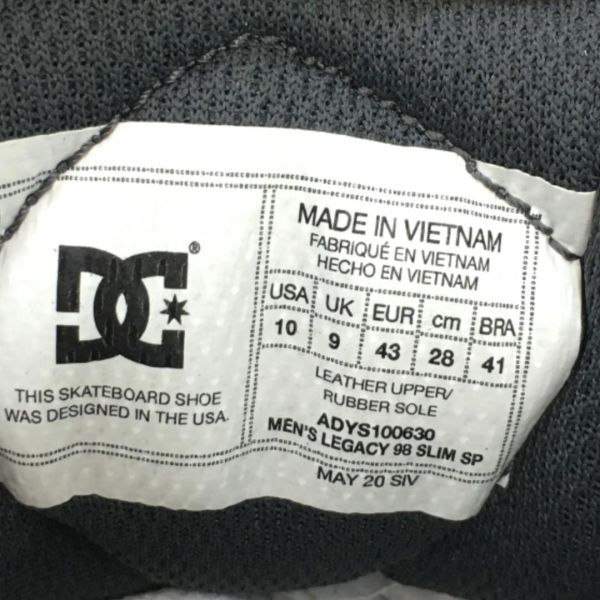 DC®
THIS SKATEBOARD SHOE
WAS DESIGNED IN THE USA.
MADE IN VIETNAM
FABRIQUÉ EN VIETNAM
HECHO EN VIETNAM
USA UK EUR cm BRA
10 9 43 28 41
LEATHER UPPER/
RUBBER SOLE
ADYS100630
MEN'S LEGACY 98 SLIM SP
MAY 20 SIV